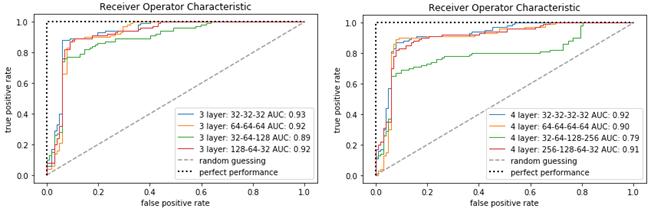 Receiver Operator Characteristic
1.0
0.8
0.6
0.4
0.2
0.0
true positive rate
3 layer: 32-32-32 AUC: 0.93
3 layer: 64-64-64 AUC: 0.92
3 layer: 32-64-128 AUC: 0.89
3 layer: 128-64-32 AUC: 0.92
random guessing
perfect performance
0.0 0.2 0.4 0.6 0.8 1.0
false positive rate
Receiver Operator Characteristic
1.0
0.8
0.6
0.4
0.2
0.0
true positive rate
4 layer: 32-32-32-32 AUC: 0.92
4 layer: 64-64-64-64 AUC: 0.90
4 layer: 32-64-128-256 AUC: 0.79
4 layer: 256-128-64-32 AUC: 0.91
random guessing
perfect performance
0.0 0.2 0.4 0.6 0.8 1.0
false positive rate